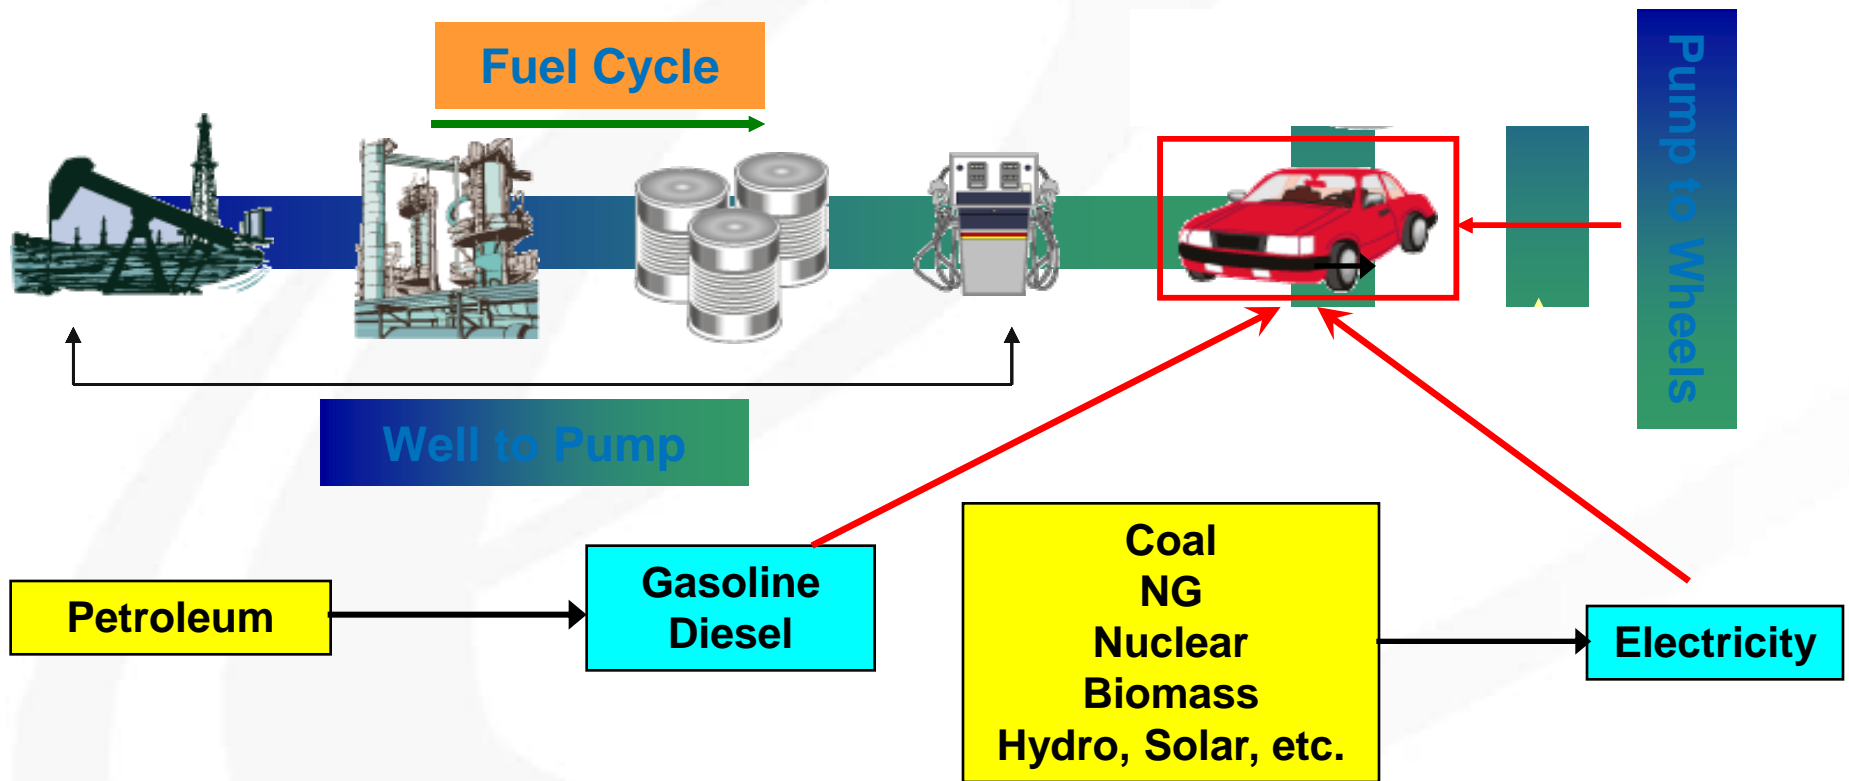 Fuel Cycle
Pump to Wheels
Well to Pump
Petroleum
Gasoline
Diesel
Coal
NG
Nuclear
Biomass
Hydro, Solar, etc.
Electricity